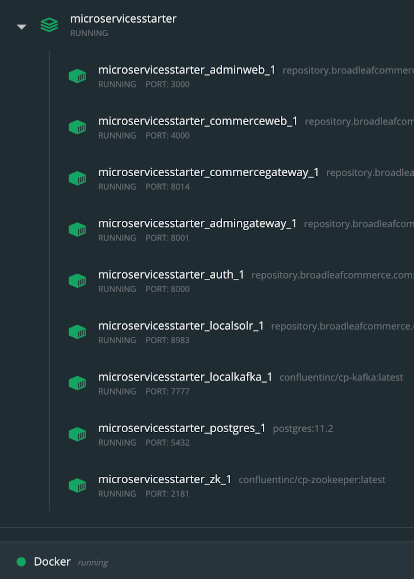 microservicesstarter
RUNNING
microservicesstarter_adminweb_1 repository.broadleafcommerc
RUNNING PORT: 3000
microservicesstarter_commerceweb_1 repository.broadleafcom
RUNNING PORT: 4000
microservicesstarter_commercegateway_1 repository.broadlea
RUNNING PORT: 8014
microservicesstarter_admingateway_1 repository.broadleafcom
RUNNING PORT: 8001
microservicesstarter_auth_1 repository.broadleafcommerce.com
RUNNING PORT: 8000
microservicesstarter_localsolr_1 repository.broadleafcommerce.
RUNNING PORT: 8983
microservicesstarter_localkafka_1 confluentinc/cp-kafka:latest
RUNNING PORT: 7777
microservicesstarter_postgres_1 postgres:11.2
RUNNING PORT: 5432
microservicesstarter_zk_1 confluentinc/cp-zookeeper:latest
RUNNING PORT: 2181
Docker running